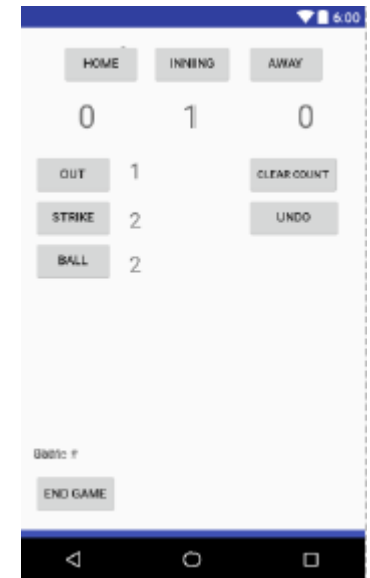 6:00
HOME INNING AWAY
0 1 0
OUT 1 CLEAR COUNT
STRIKE 2 UNDO
BALL 2
END GAME